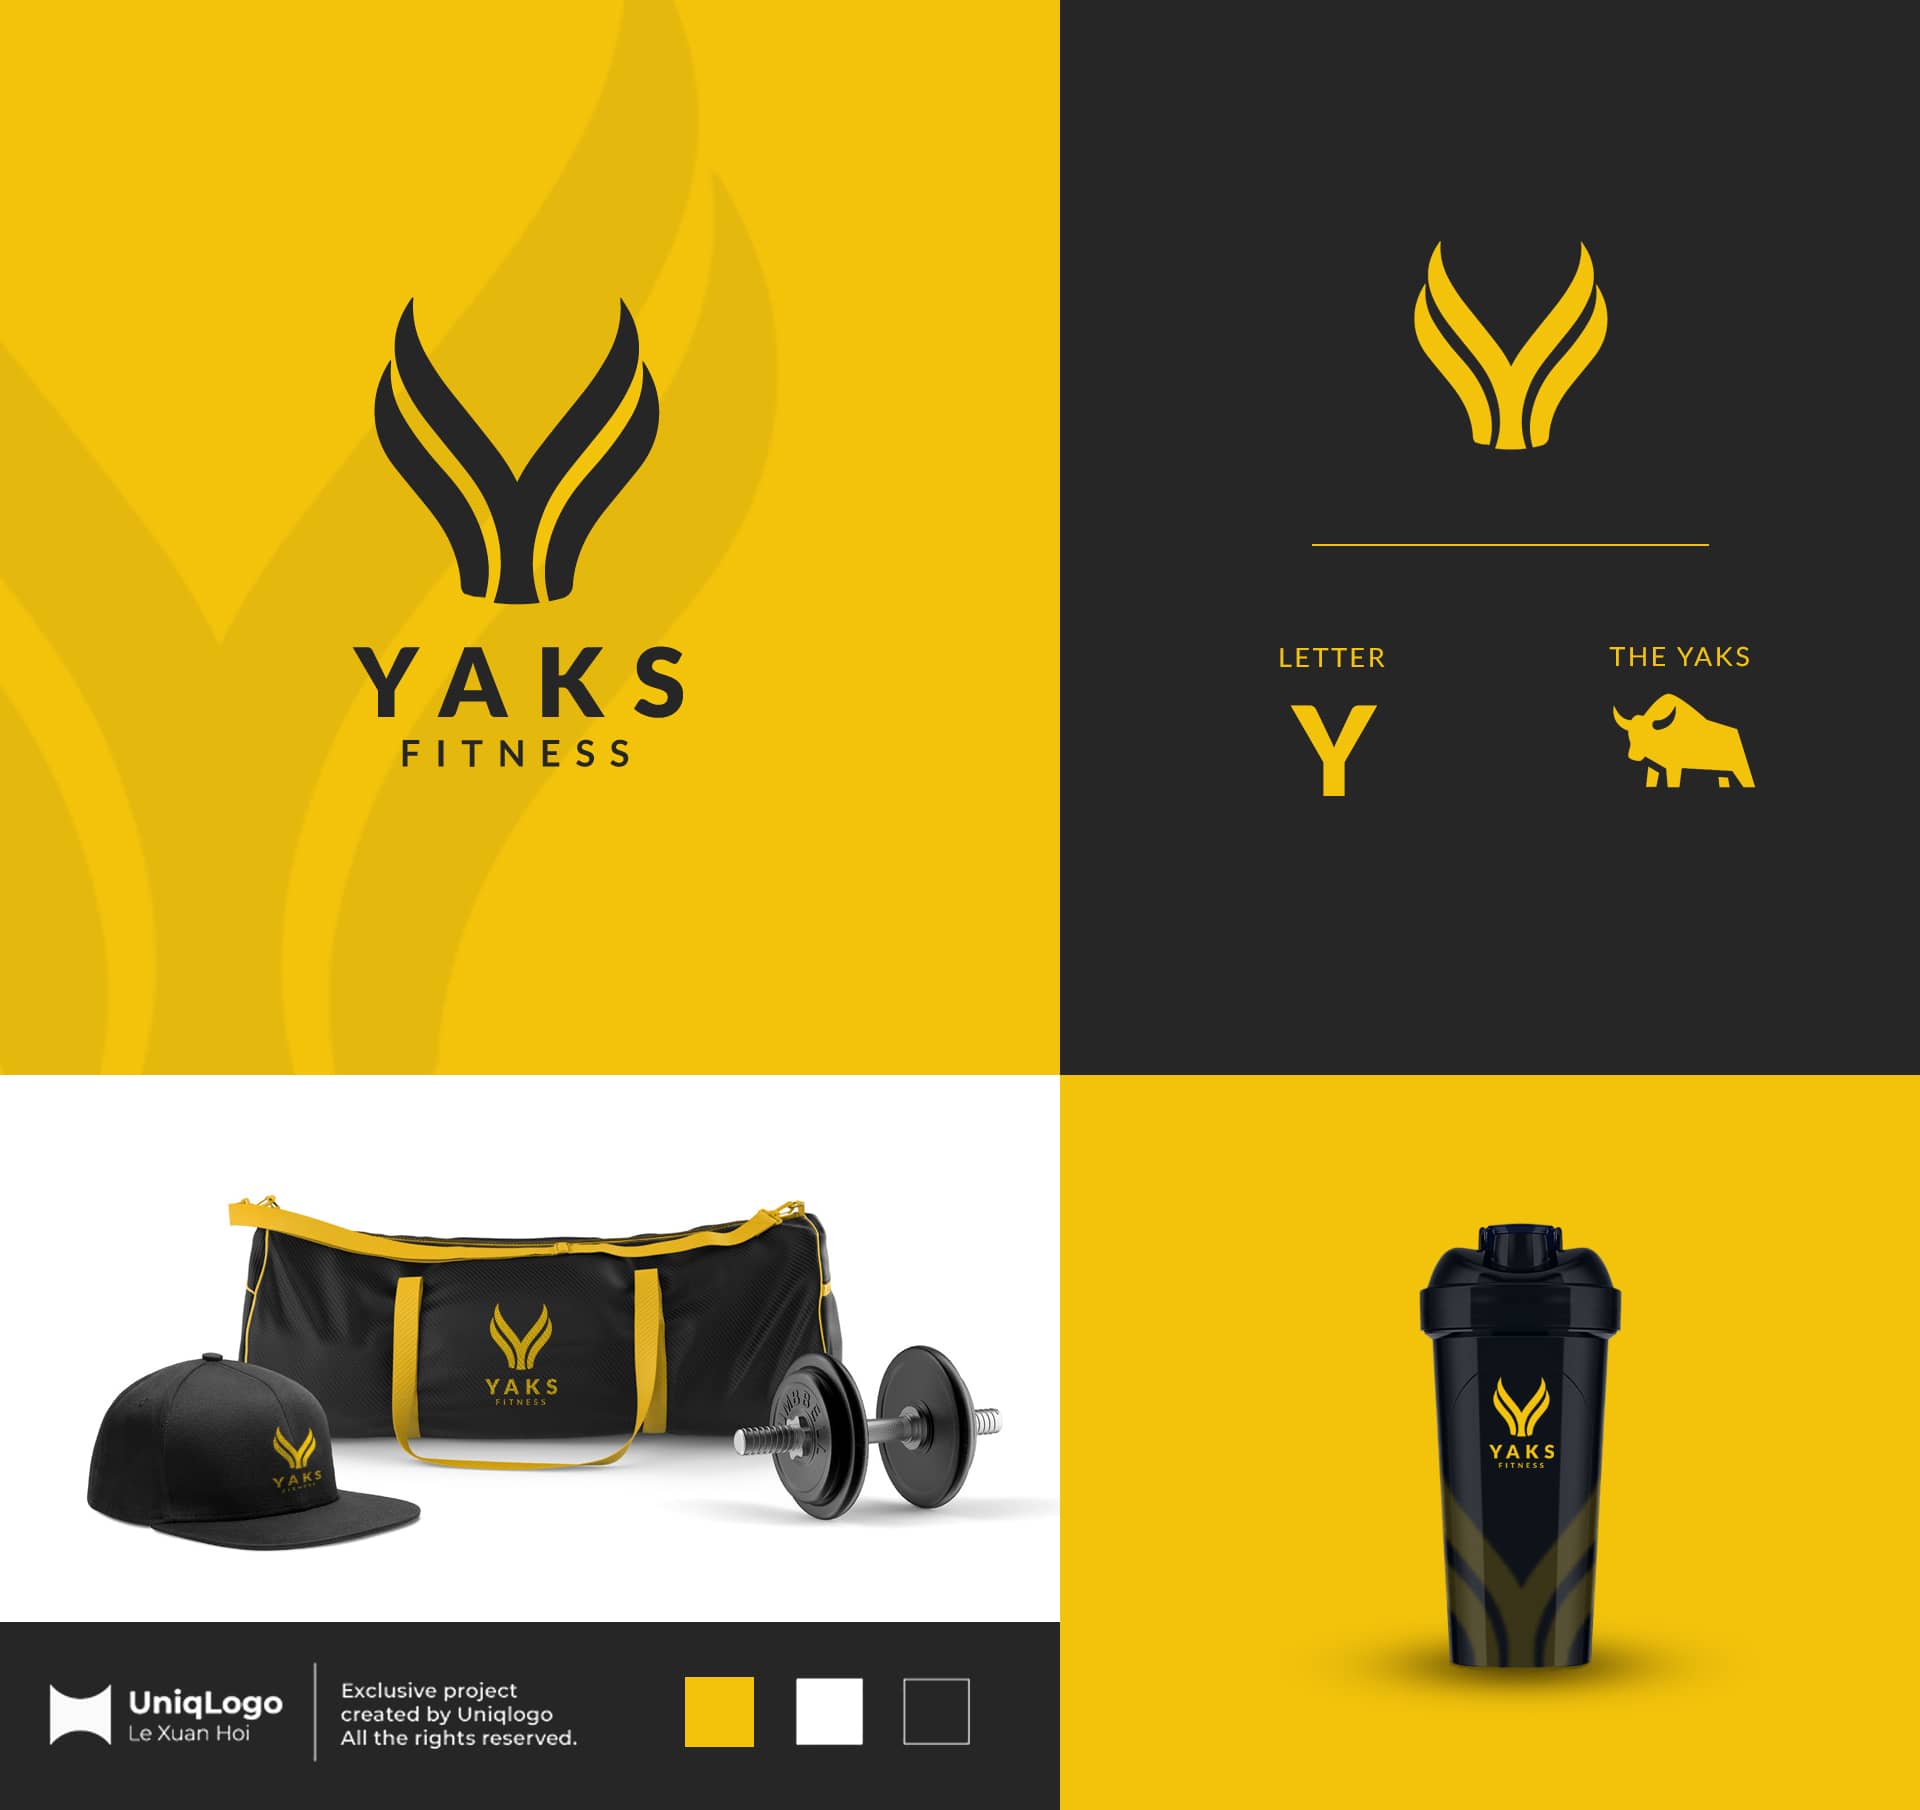 YAKS
FITNESS
LETTER
THE YAKS
Y
YAKS
FITNESS
YAKS
FITNESS
YAKS
FITNESS
UniqLogo
Le Xuan Hoi
Exclusive project
created by Uniqlogo
All the rights reserved.